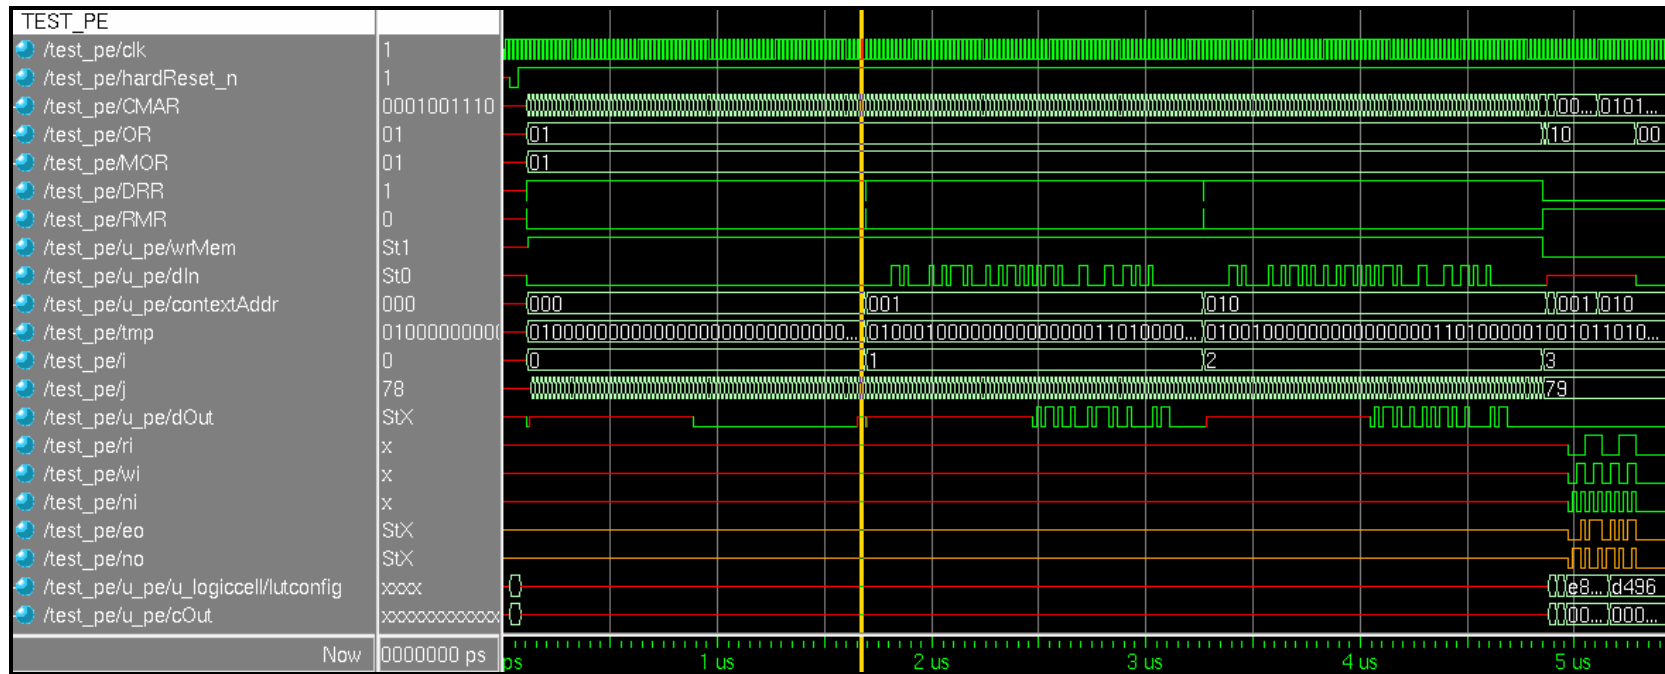 TEST_PE
/test_pe/clk 1
/test_pe/hardReset_n 1
/test_pe/CMAR 0001001110 00... 0101...
/test_pe/OR 01 01 10 00
/test_pe/MOR 01 01
/test_pe/DRR 1
/test_pe/RMR 0
/test_pe/u_pe/wrMem St1
/test_pe/u_pe/dIn St0
/test_pe/u_pe/contextAddr 000 000 001 010 001 010
/test_pe/tmp 01000000000 010000000000000000000000000... 0100010000000000000011010000... 01001000000000000001101000001001011010...
/test_pe/i 0 0 1 2 3
/test_pe/j 78 79
/test_pe/u_pe/dOut StX
/test_pe/ri x
/test_pe/wi x
/test_pe/ni x
/test_pe/eo StX
/test_pe/no StX
/test_pe/u_pe/u_logiccell/lutconfig xxxx e8... d496
/test_pe/u_pe/cOut xxxxxxxxxxxx 00... 000...
Now 0000000 ps ps 1 us 2 us 3 us 4 us 5 us